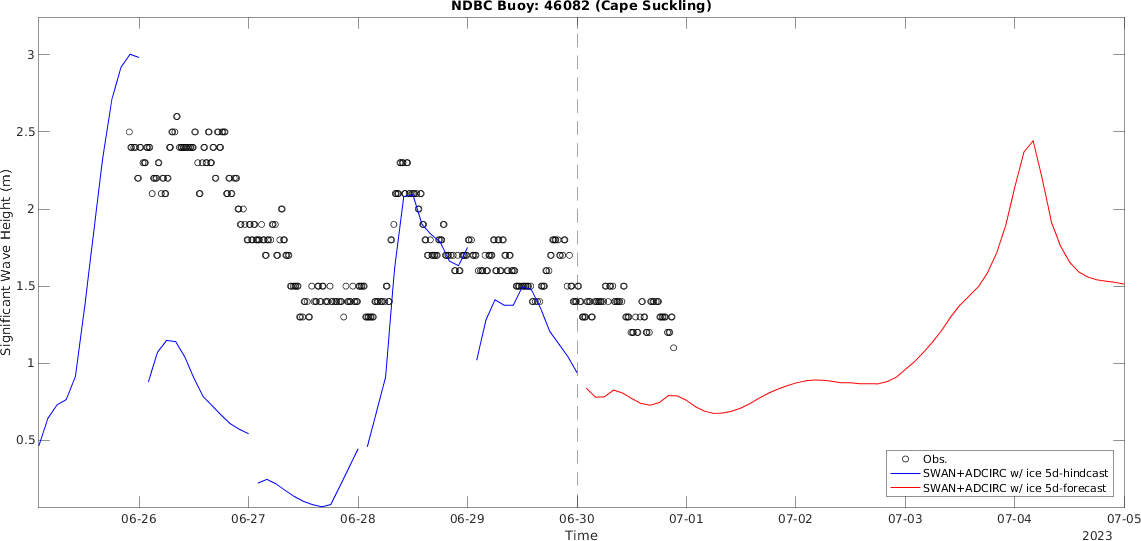 NDBC Buoy: 46082 (Cape Suckling)
Significant Wave Height (m)
3
2.5
2
1.5
1
0.5
Obs.
SWAN+ADCIRC w/ ice 5d-hindcast
SWAN+ADCIRC w/ ice 5d-forecast
06-26 06-27 06-28 06-29 06-30 07-01 07-02 07-03 07-04 07-05
Time
2023